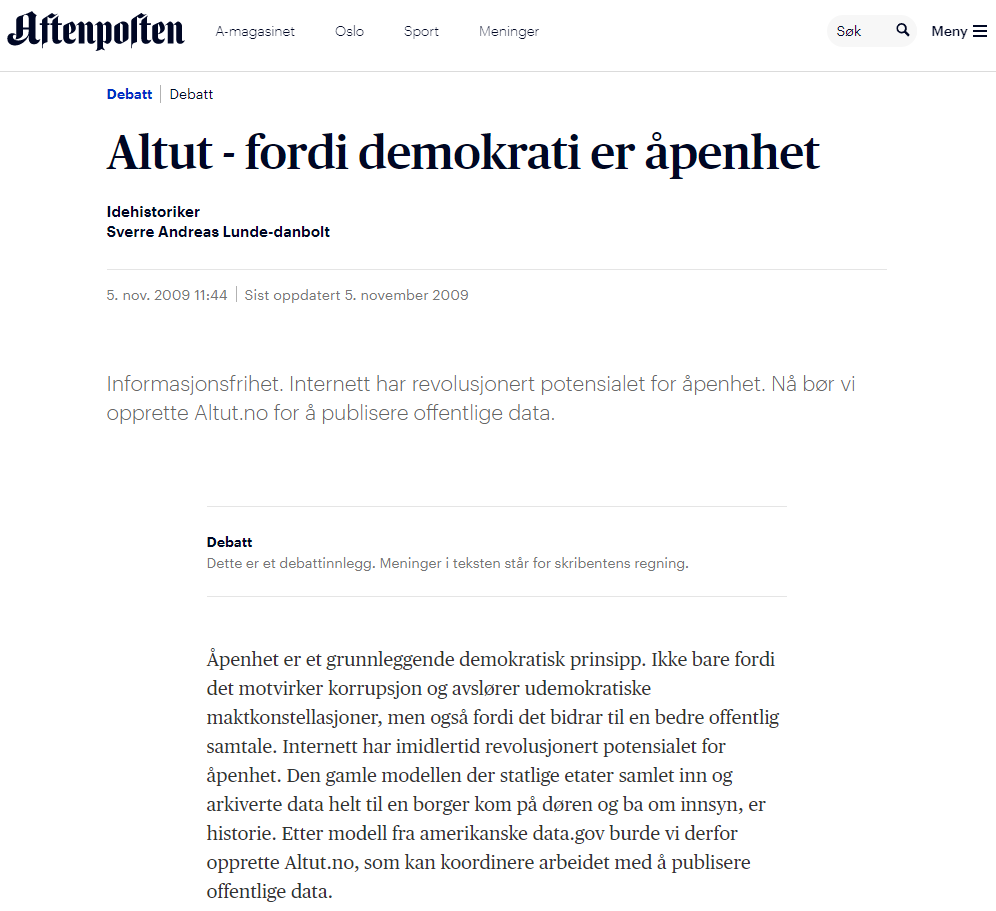 Aftenposten
A-magasinet Oslo Sport Meninger Søk Meny
Debatt Debatt
Altut - fordi demokrati er åpenhet
Idehistoriker
Sverre Andreas Lunde-danbolt
5. nov. 2009 11:44 Sist oppdatert 5. november 2009
Informasjonsfrihet. Internett har revolusjonert potensialet for åpenhet. Nå bør vi
opprette Altut.no for å publisere offentlige data.
Debatt
Dette er et debattinnlegg. Meninger i teksten står for skribentens regning.
Åpenhet er et grunnleggende demokratisk prinsipp. Ikke bare fordi
det motvirker korrupsjon og avslører udemokratiske
maktkonstellasjoner, men også fordi det bidrar til en bedre offentlig
samtale. Internett har imidlertid revolusjonert potensialet for
åpenhet. Den gamle modellen der statlige etater samlet inn og
arkiverte data helt til en borger kom på døren og ba om innsyn, er
historie. Etter modell fra amerikanske data.gov burde vi derfor
opprette Altut.no, som kan koordinere arbeidet med å publisere
offentlige data.